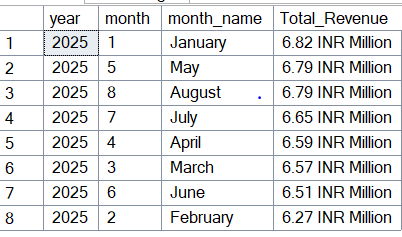 year month month_name Total_Revenue
1 2025 1 January 6.82 INR Million
2 2025 5 May 6.79 INR Million
3 2025 8 August 6.79 INR Million
4 2025 7 July 6.65 INR Million
5 2025 4 April 6.59 INR Million
6 2025 3 March 6.57 INR Million
7 2025 6 June 6.51 INR Million
8 2025 2 February 6.27 INR Million